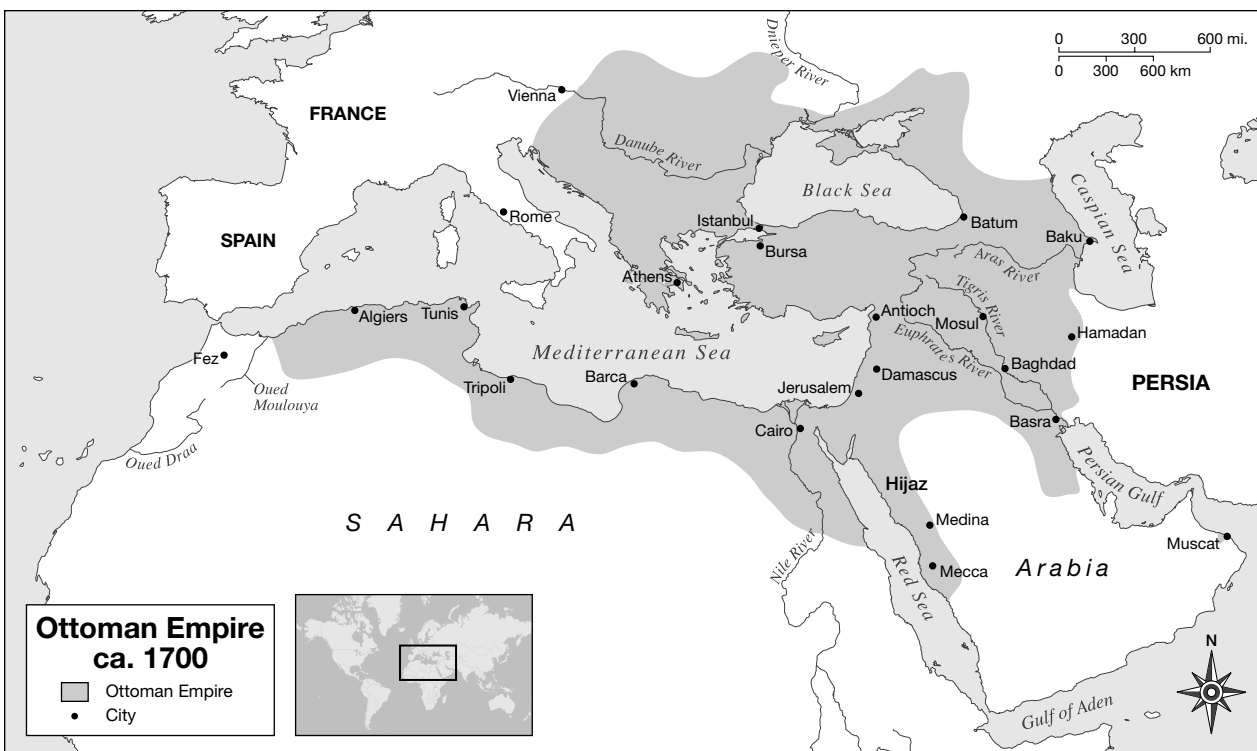 0 300 600 mi.
0 300 600 km
Dnieper River
Vienna
FRANCE
Danube River
Black Sea
Caspian Sea
Rome
Istanbul
Batum
SPAIN
Bursa
Baku
Aras River
Athens
Tigris River
Algiers
Tunis
Antioch
Mosul
Hamadan
Euphrates River
Mediterranean Sea
Fez
Baghdad
Damascus
Barca
Tripoli
Jerusalem
PERSIA
Oued
Moulouya
Cairo
Basra
Oued Draa
Persian Gulf
Hijaz
SAHARA
Medina
Muscat
Nile River
Mecca
Arabia
Red Sea
Ottoman Empire
ca. 1700
Ottoman Empire
City
N
Gulf of Aden